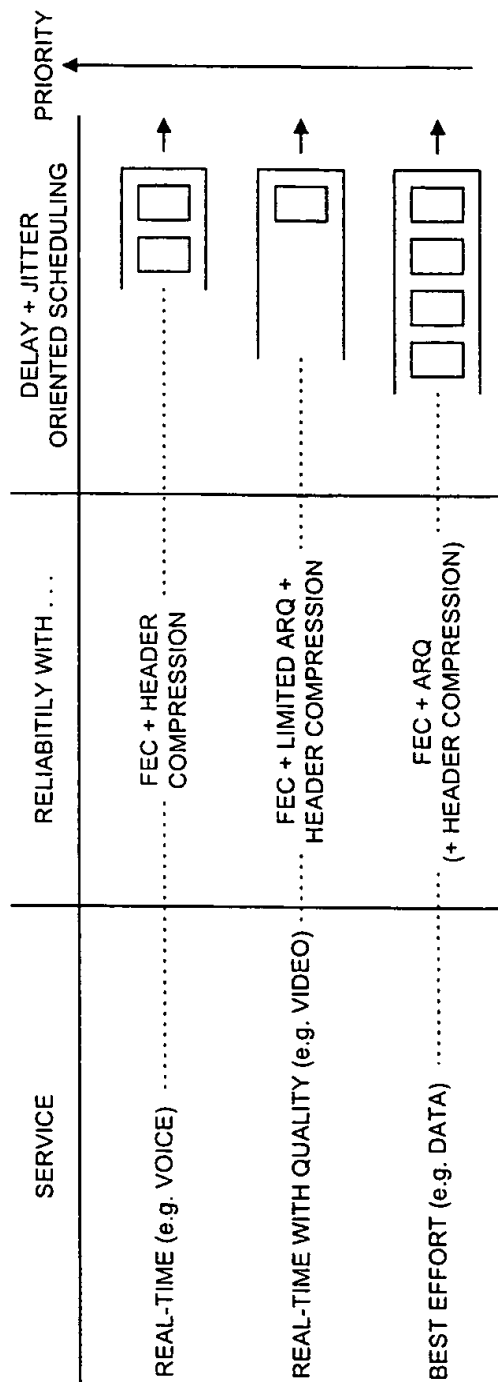 SERVICE
RELIABITILY WITH . . .
DELAY + JITTER
ORIENTED SCHEDULING
PRIORITY
REAL-TIME (e.g. VOICE)
FEC + HEADER
COMPRESSION
REAL-TIME WITH QUALITY (e.g. VIDEO)
FEC + LIMITED ARQ +
HEADER COMPRESSION
BEST EFFORT (e.g. DATA)
FEC + ARQ
(+ HEADER COMPRESSION)